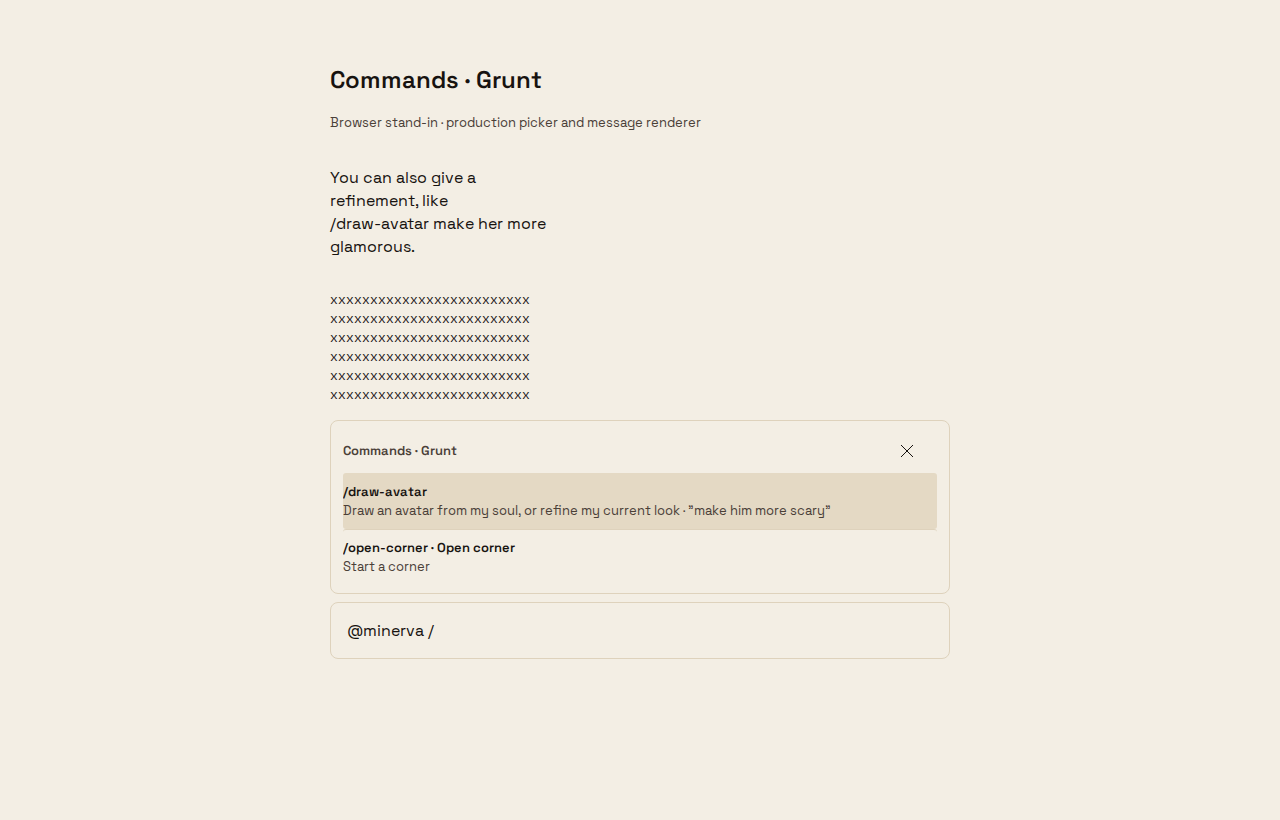 Commands · Grunt
Browser stand-in · production picker and message renderer
You can also give a
refinement, like
/draw-avatar make her more
glamorous.
xxxxxxxxxxxxxxxxxxxxxxxxx
xxxxxxxxxxxxxxxxxxxxxxxxx
xxxxxxxxxxxxxxxxxxxxxxxxx
xxxxxxxxxxxxxxxxxxxxxxxxx
xxxxxxxxxxxxxxxxxxxxxxxxx
xxxxxxxxxxxxxxxxxxxxxxxxx
Commands · Grunt
/draw-avatar
Draw an avatar from my soul, or refine my current look · "make him more scary"
/open-corner · Open corner
Start a corner
@minerva /